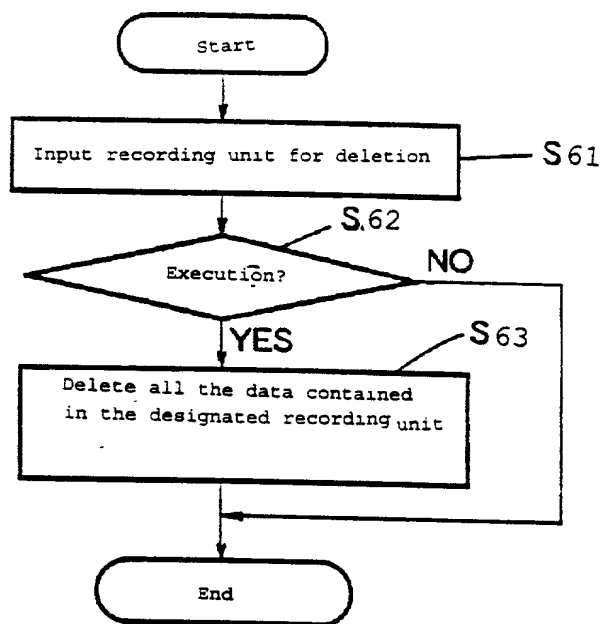 Start
Input recording unit for deletion
S61
S62
Execution?
NO
YES
S63
Delete all the data contained
in the designated recording unit
End